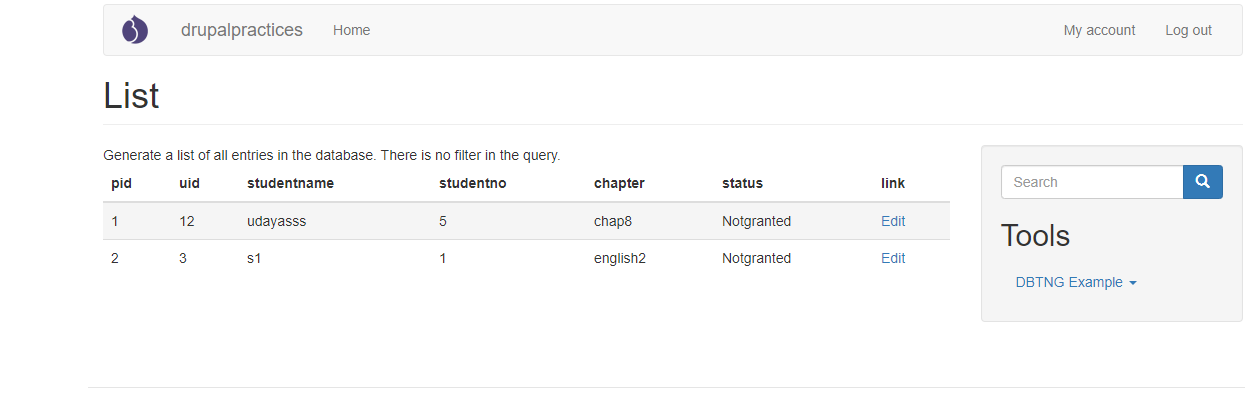 drupalpractices Home My account Log out
List
Generate a list of all entries in the database. There is no filter in the query.
pid uid studentname studentno chapter status link
1 12 udayasss 5 chap8 Notgranted Edit
2 3 s1 1 english2 Notgranted Edit
Search
Tools
DBTNG Example